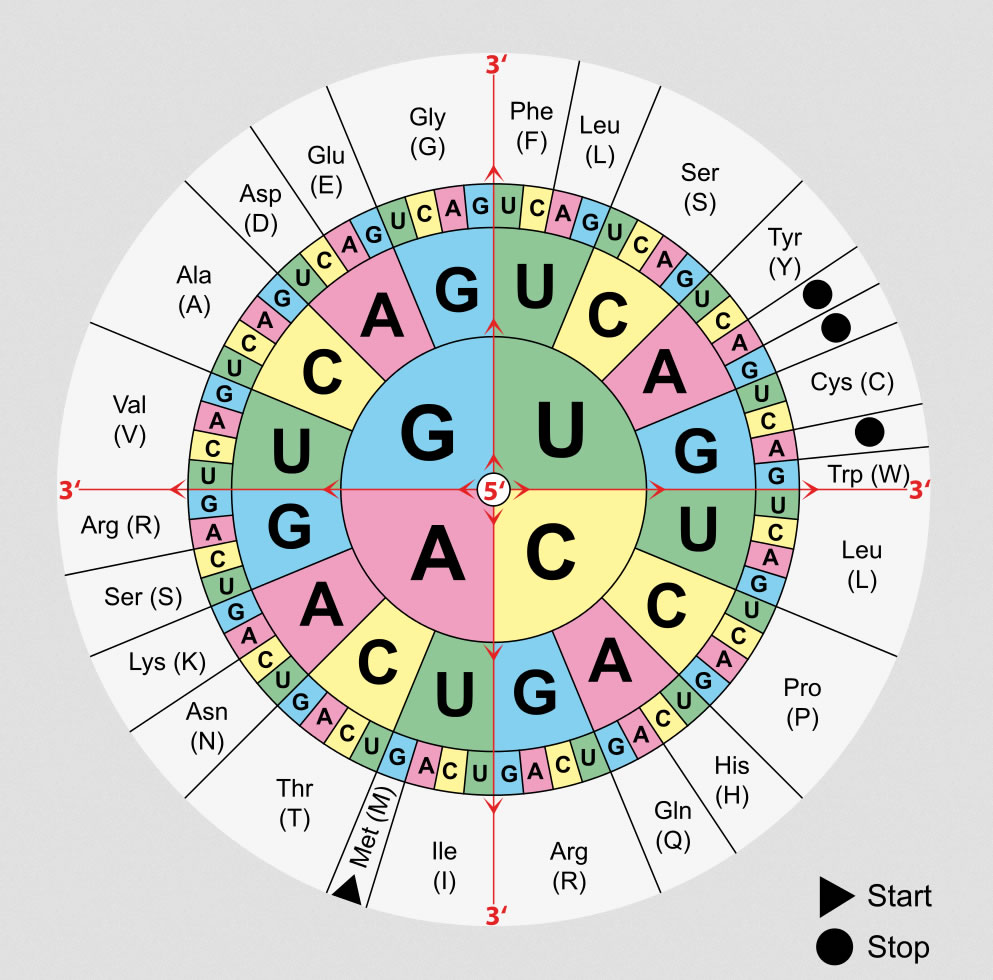 3‘
Phe
(F)
Leu
(L)
Ser
(S)
Tyr
(Y)
Cys (C)
Trp (W)
3‘
Leu
(L)
Pro
(P)
His
(H)
Gln
(Q)
Arg
(R)
3‘
Ile
(I)
Met (M)
Thr
(T)
Asn
(N)
Lys (K)
Ser (S)
Arg (R)
3‘
Val
(V)
Ala
(A)
Asp
(D)
Glu
(E)
Gly
(G)
U C A G U C A G U C A G U C A G
U C A G U C A G U C A G U C A G
U C A G U C A G U C A G U C A G
U C A G U C A G U C A G U C A G
U C A G
U C A G
U C A G
U C A G
G U
5‘
A C
Start
Stop